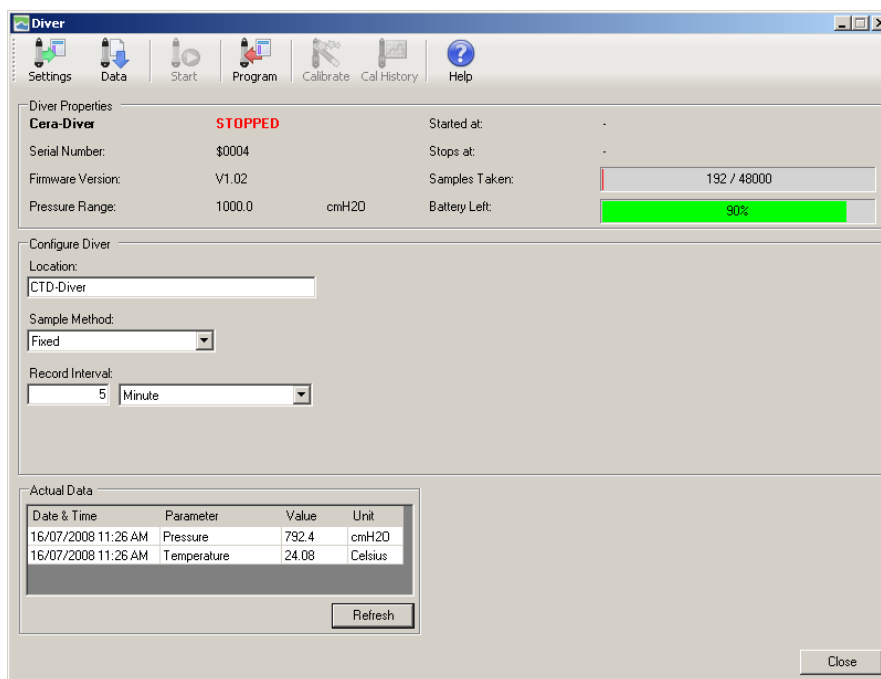 Diver
Settings Data Start Program Calibrate Cal History Help
Diver Properties
Cera-Diver STOPPED Started at: -
Serial Number: $0004 Stops at: -
Firmware Version: V1.02 Samples Taken: 192 / 48000
Pressure Range: 1000.0 cmH2O Battery Left: 90%
Configure Diver
Location:
CTD-Diver
Sample Method:
Fixed
Record Interval:
5 Minute
Actual Data
Date & Time Parameter Value Unit
16/07/2008 11:26 AM Pressure 792.4 cmH2O
16/07/2008 11:26 AM Temperature 24.08 Celsius
Refresh
Close